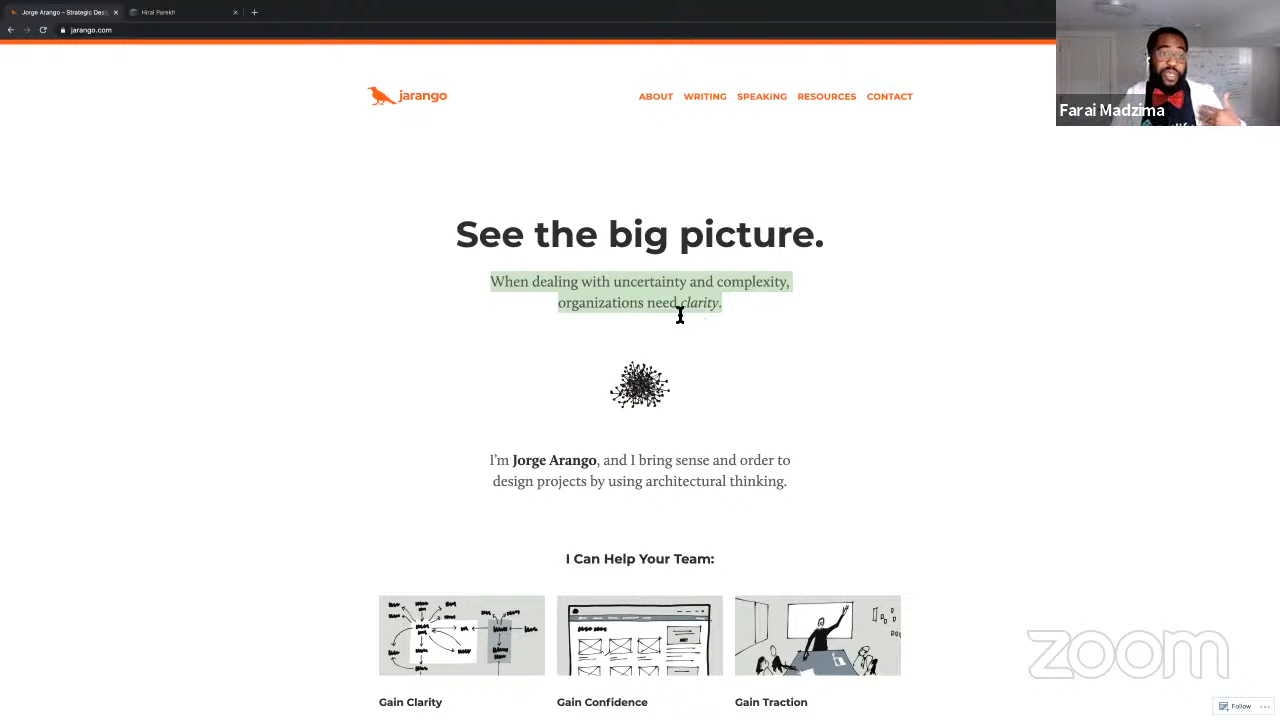 Jorge Arango – Strategic Desi
Hiral Parekh
jarango.com
Farai Madzima
jarango
ABOUT WRITING SPEAKING RESOURCES CONTACT
See the big picture.
When dealing with uncertainty and complexity,
organizations need clarity.
I'm Jorge Arango, and I bring sense and order to
design projects by using architectural thinking.
I Can Help Your Team:
Gain Clarity
Gain Confidence
Gain Traction
zoom
Follow